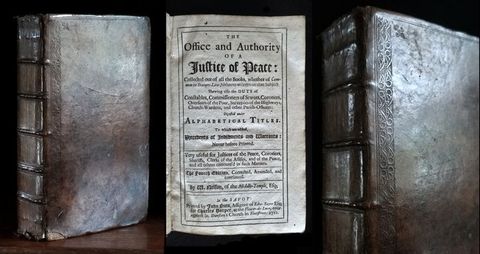 THE
Office and Authority
OF A
Justice of Peace:
Collected out of all the Books, whether of Com-
mon or Statute-Law
Shewing also the DUTY of
Constables, Commissioners of Sewers, Coroners,
Overseers of the Poor, Surveyors of the Highways,
Church-Wardens, and other Parish-Officers:
Digested under
ALPHABETICAL TITLES.
To which are added,
Precedents of Indictments and Warrants:
Never before Printed.
Very useful for Justices of the Peace, Coroners,
Sheriffs, Clerks of the Assizes, and of the Peace,
and all others concerned in such Matters.
The Fourth Edition, Corrected, Amended, and
continued.
By W. Nelson, of the Middle-Temple, Esq;
In the SAVOY:
Printed by John Nutt, Assignee of Edw. Sayer Esq;
for Charles Harper, at the Flower-de-Luce, over-
against St. Dunstan's Church in Fleetstreet, 1711.